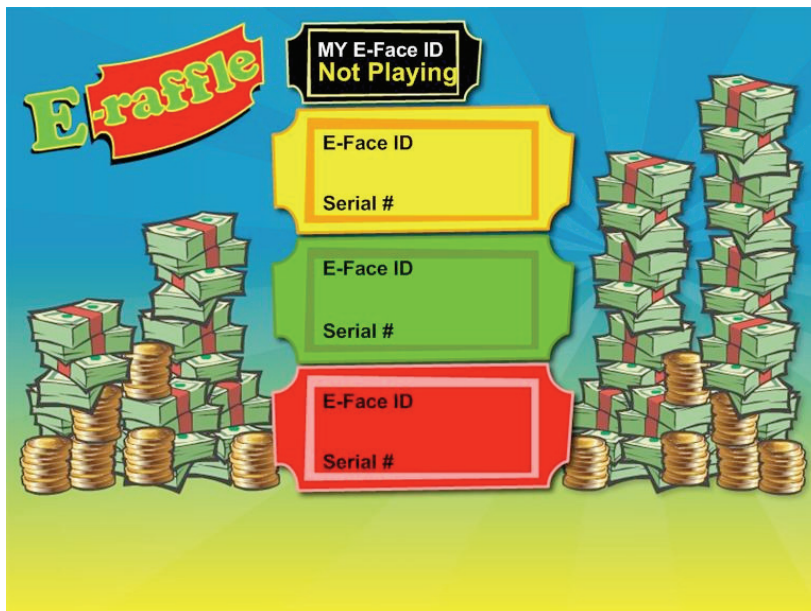 E-raffle
MY E-Face ID
Not Playing
E-Face ID
Serial #
E-Face ID
Serial #
E-Face ID
Serial #